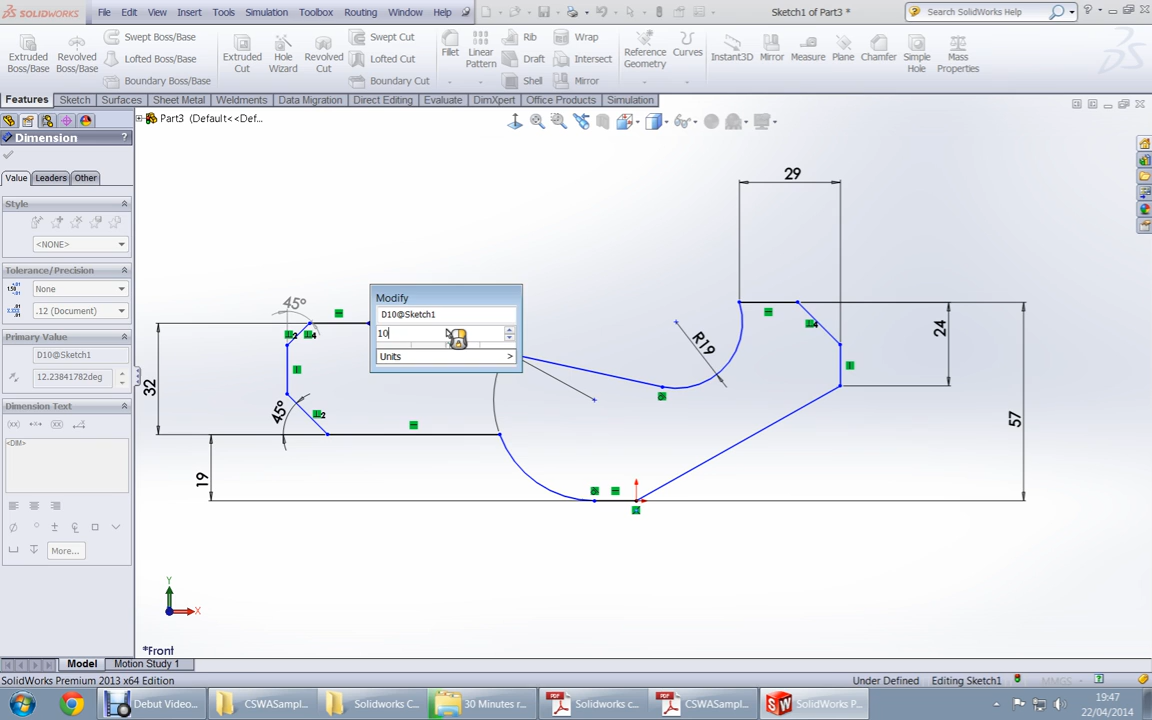 SOLIDWORKS File Edit View Insert Tools Simulation Toolbox Routing Window Help Sketch1 of Part3 * Search SolidWorks Help
Extruded Boss/Base
Revolved Boss/Base
Swept Boss/Base
Lofted Boss/Base
Boundary Boss/Base
Extruded Cut
Hole Wizard
Revolved Cut
Swept Cut
Lofted Cut
Boundary Cut
Fillet
Linear Pattern
Rib
Draft
Shell
Wrap
Intersect
Mirror
Reference Geometry
Curves
Instant3D
Mirror
Measure
Plane
Chamfer
Simple Hole
Mass Properties
Features Sketch Surfaces Sheet Metal Weldments Data Migration Direct Editing Evaluate DimXpert Office Products Simulation
Part3 (Default<<Def...
Dimension ?
Value Leaders Other
Style
<NONE>
Tolerance/Precision
None
.12 (Document)
Primary Value
D10@Sketch1
12.23841782deg
Dimension Text
<DIM>
More...
Modify
D10@Sketch1
10
Units >
29
45°
R19
24
32
45°
57
19
Y
X
*Front
Model Motion Study 1
SolidWorks Premium 2013 x64 Edition Under Defined Editing Sketch1 MMGS
Debut Video... CSWASampl... Solidworks C... 30 Minutes r... Solidworks c... CSWASampl... SolidWorks P...
19:47
22/04/2014